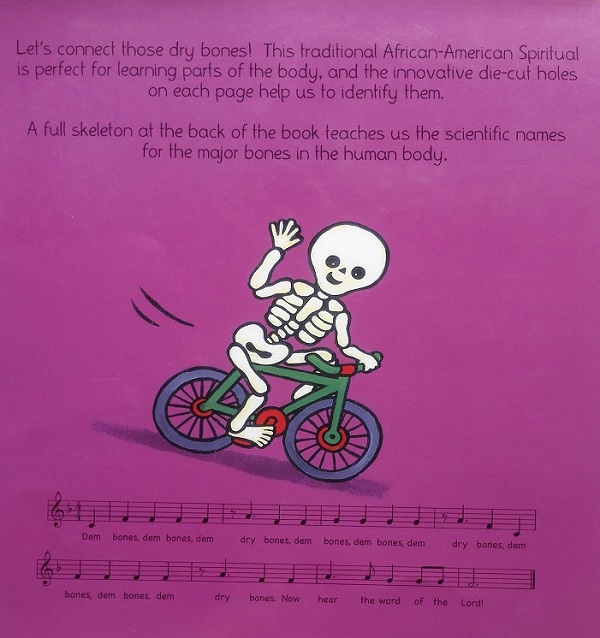 Let's connect those dry bones! This traditional African-American Spiritual
is perfect for learning parts of the body, and the innovative die-cut holes
on each page help us to identify them.
A full skeleton at the back of the book teaches us the scientific names
for the major bones in the human body.
Dem bones, dem bones, dem dry bones, dem bones, dem bones, dem dry bones, dem
bones, dem bones. dem dry bones. Now hear the word of the Lord!